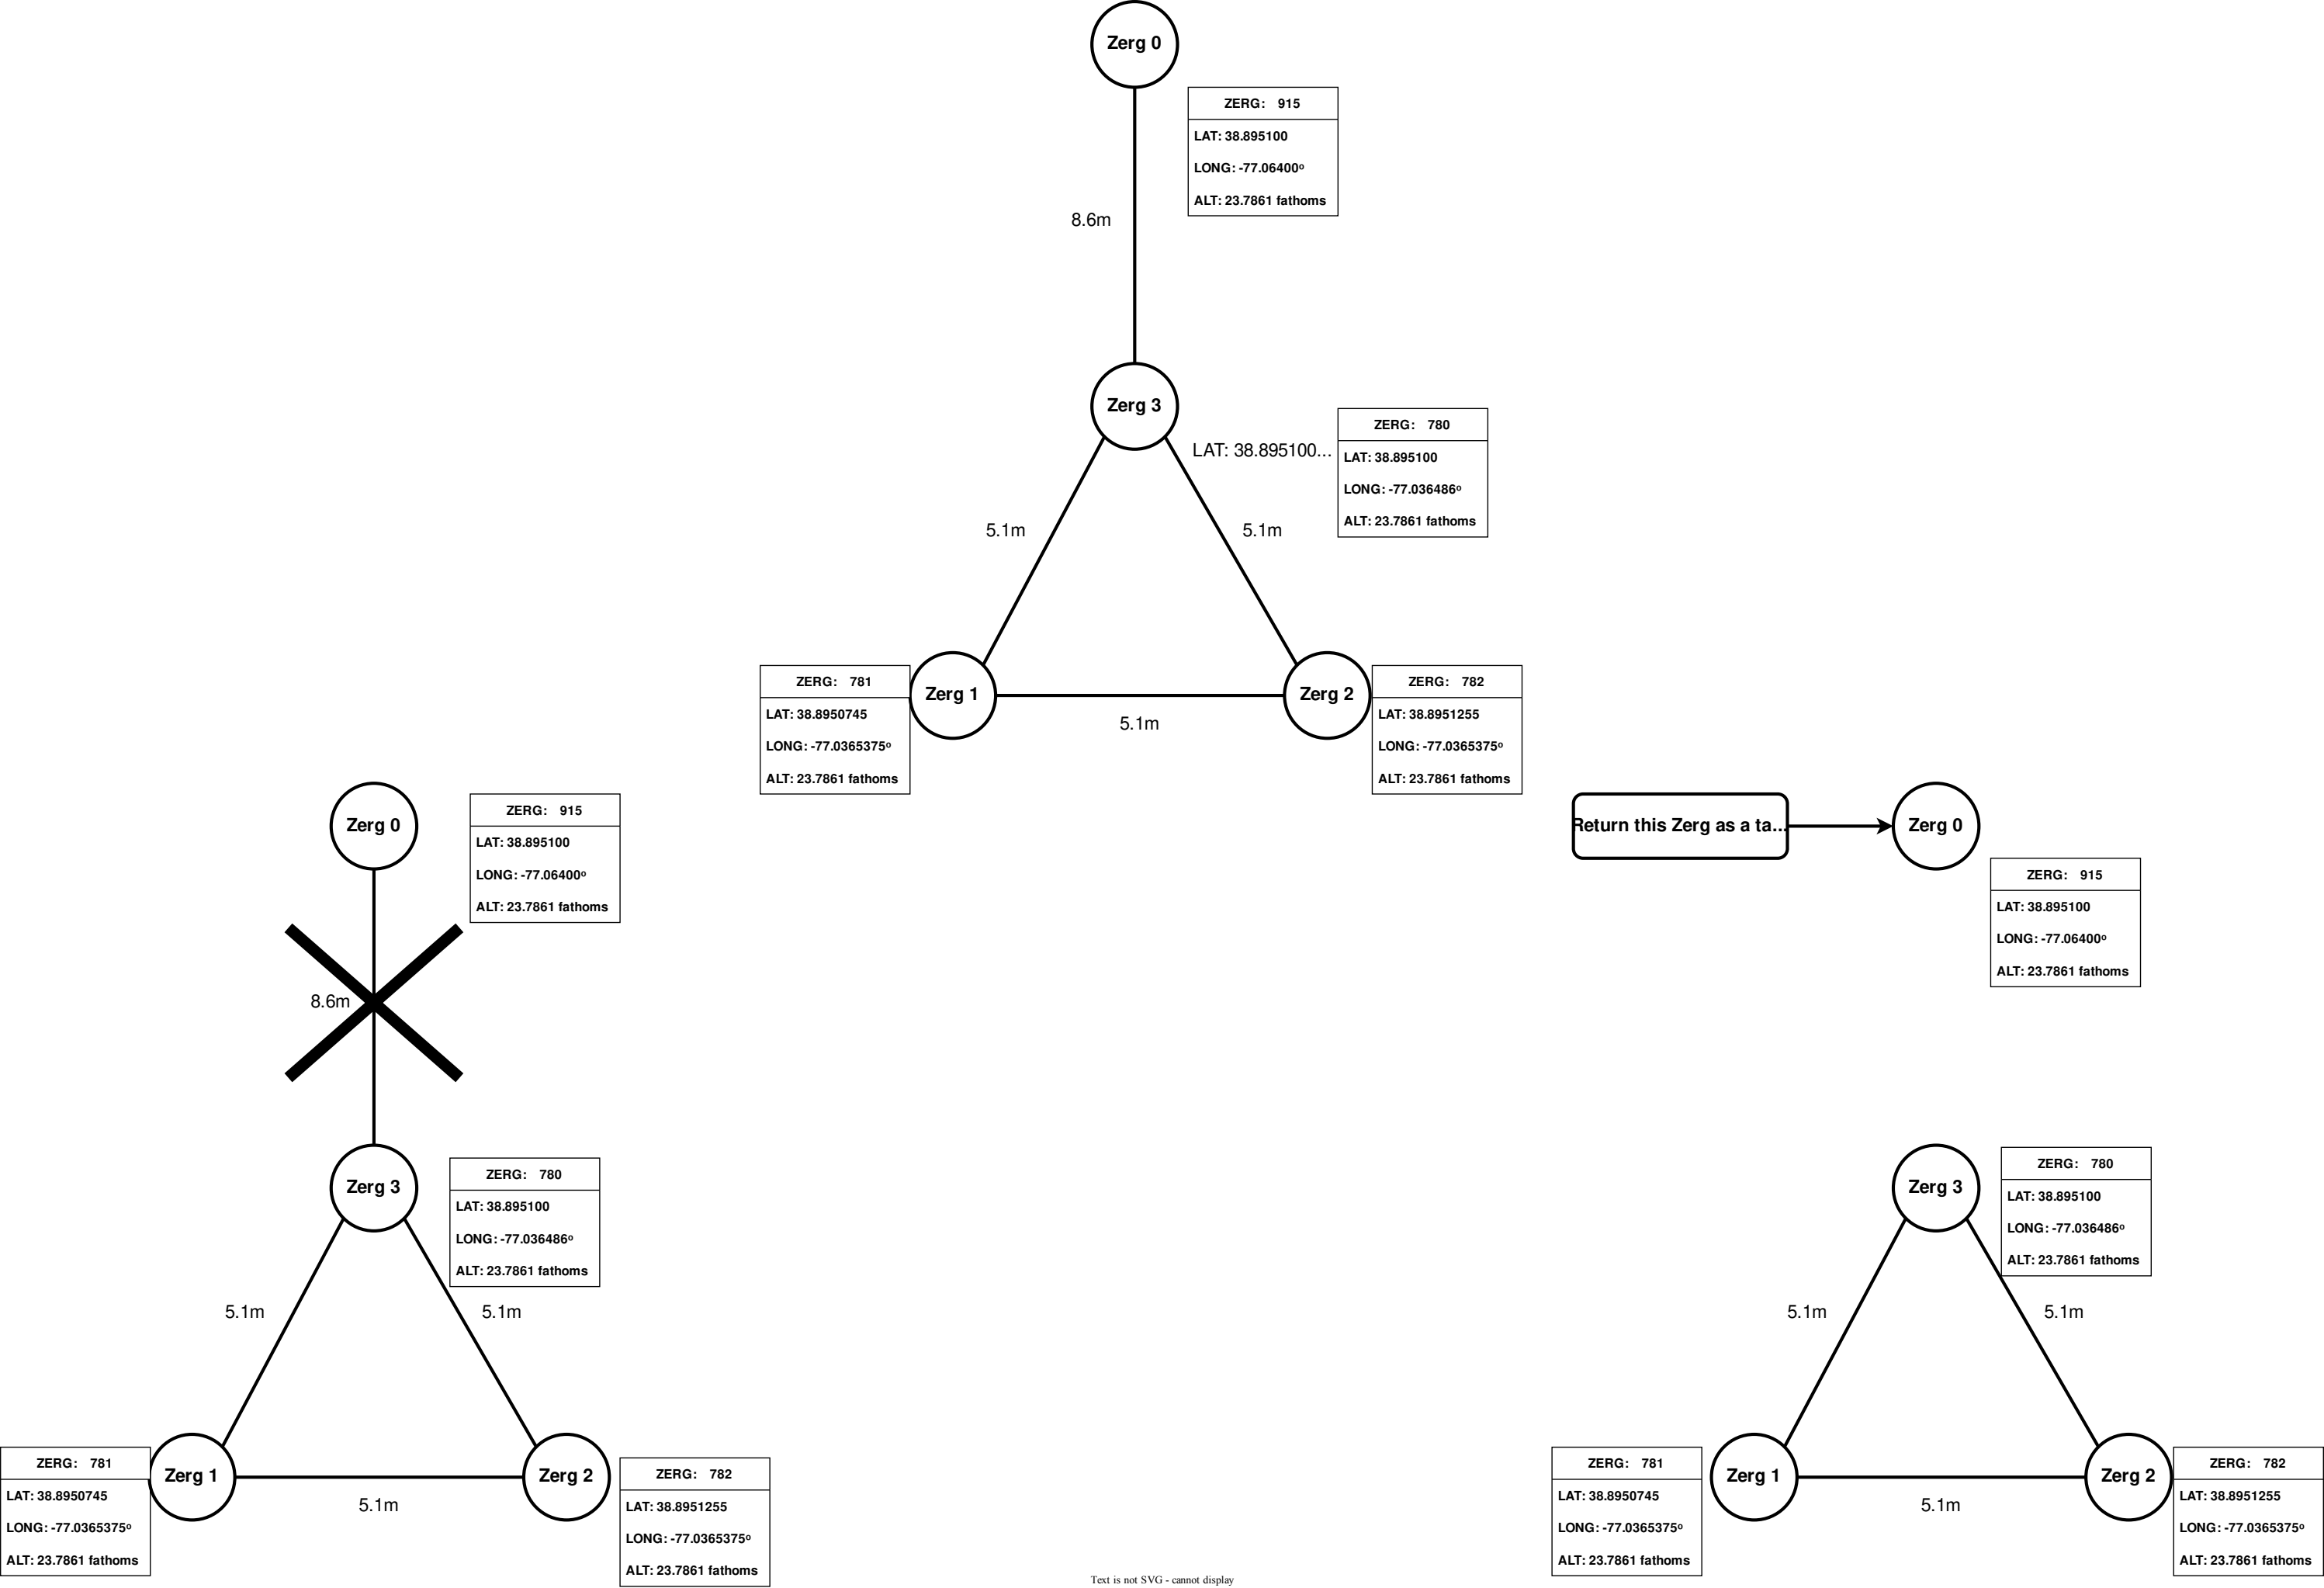 Zerg 0
ZERG: 915
LAT: 38.895100
LONG: -77.06400º
ALT: 23.7861 fathoms
8.6m
Zerg 3
LAT: 38.895100...
ZERG: 780
LAT: 38.895100
LONG: -77.036486º
ALT: 23.7861 fathoms
5.1m
5.1m
ZERG: 781
LAT: 38.8950745
LONG: -77.0365375º
ALT: 23.7861 fathoms
Zerg 1
5.1m
Zerg 2
ZERG: 782
LAT: 38.8951255
LONG: -77.0365375º
ALT: 23.7861 fathoms
Zerg 0
ZERG: 915
LAT: 38.895100
LONG: -77.06400º
ALT: 23.7861 fathoms
8.6m
Zerg 3
ZERG: 780
LAT: 38.895100
LONG: -77.036486º
ALT: 23.7861 fathoms
5.1m
5.1m
ZERG: 781
LAT: 38.8950745
LONG: -77.0365375º
ALT: 23.7861 fathoms
Zerg 1
5.1m
Zerg 2
ZERG: 782
LAT: 38.8951255
LONG: -77.0365375º
ALT: 23.7861 fathoms
Return this Zerg as a ta...
Zerg 0
ZERG: 915
LAT: 38.895100
LONG: -77.06400º
ALT: 23.7861 fathoms
Zerg 3
ZERG: 780
LAT: 38.895100
LONG: -77.036486º
ALT: 23.7861 fathoms
5.1m
5.1m
ZERG: 781
LAT: 38.8950745
LONG: -77.0365375º
ALT: 23.7861 fathoms
Zerg 1
5.1m
Zerg 2
ZERG: 782
LAT: 38.8951255
LONG: -77.0365375º
ALT: 23.7861 fathoms
Text is not SVG - cannot display